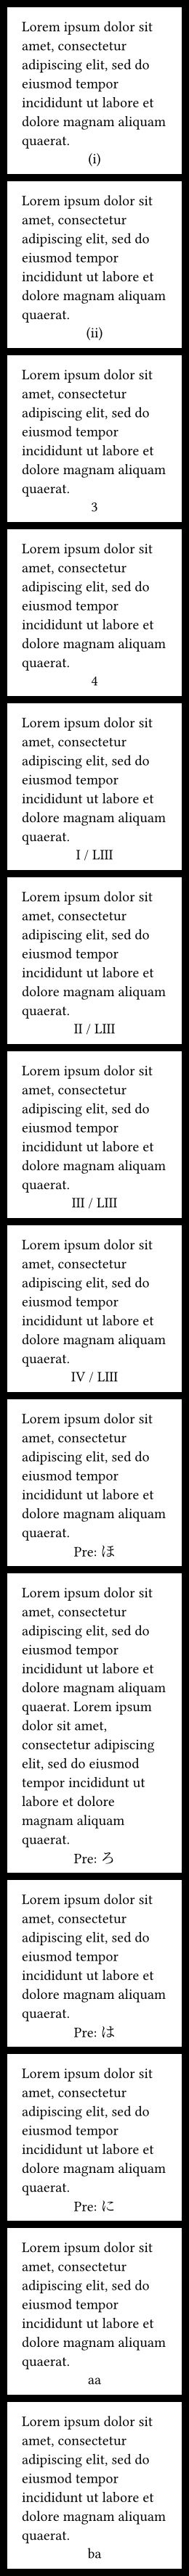 Lorem ipsum dolor sit
amet, consectetur
adipiscing elit, sed do
eiusmod tempor
incididunt ut labore et
dolore magnam aliquam
quaerat.
(i)
Lorem ipsum dolor sit
amet, consectetur
adipiscing elit, sed do
eiusmod tempor
incididunt ut labore et
dolore magnam aliquam
quaerat.
(ii)
Lorem ipsum dolor sit
amet, consectetur
adipiscing elit, sed do
eiusmod tempor
incididunt ut labore et
dolore magnam aliquam
quaerat.
3
Lorem ipsum dolor sit
amet, consectetur
adipiscing elit, sed do
eiusmod tempor
incididunt ut labore et
dolore magnam aliquam
quaerat.
4
Lorem ipsum dolor sit
amet, consectetur
adipiscing elit, sed do
eiusmod tempor
incididunt ut labore et
dolore magnam aliquam
quaerat.
I / LIII
Lorem ipsum dolor sit
amet, consectetur
adipiscing elit, sed do
eiusmod tempor
incididunt ut labore et
dolore magnam aliquam
quaerat.
II / LIII
Lorem ipsum dolor sit
amet, consectetur
adipiscing elit, sed do
eiusmod tempor
incididunt ut labore et
dolore magnam aliquam
quaerat.
III / LIII
Lorem ipsum dolor sit
amet, consectetur
adipiscing elit, sed do
eiusmod tempor
incididunt ut labore et
dolore magnam aliquam
quaerat.
IV / LIII
Lorem ipsum dolor sit
amet, consectetur
adipiscing elit, sed do
eiusmod tempor
incididunt ut labore et
dolore magnam aliquam
quaerat.
Pre: ほ
Lorem ipsum dolor sit
amet, consectetur
adipiscing elit, sed do
eiusmod tempor
incididunt ut labore et
dolore magnam aliquam
quaerat. Lorem ipsum
dolor sit amet,
consectetur adipiscing
elit, sed do eiusmod
tempor incididunt ut
labore et dolore
magnam aliquam
quaerat.
Pre: ろ
Lorem ipsum dolor sit
amet, consectetur
adipiscing elit, sed do
eiusmod tempor
incididunt ut labore et
dolore magnam aliquam
quaerat.
Pre: は
Lorem ipsum dolor sit
amet, consectetur
adipiscing elit, sed do
eiusmod tempor
incididunt ut labore et
dolore magnam aliquam
quaerat.
Pre: に
Lorem ipsum dolor sit
amet, consectetur
adipiscing elit, sed do
eiusmod tempor
incididunt ut labore et
dolore magnam aliquam
quaerat.
aa
Lorem ipsum dolor sit
amet, consectetur
adipiscing elit, sed do
eiusmod tempor
incididunt ut labore et
dolore magnam aliquam
quaerat.
ba